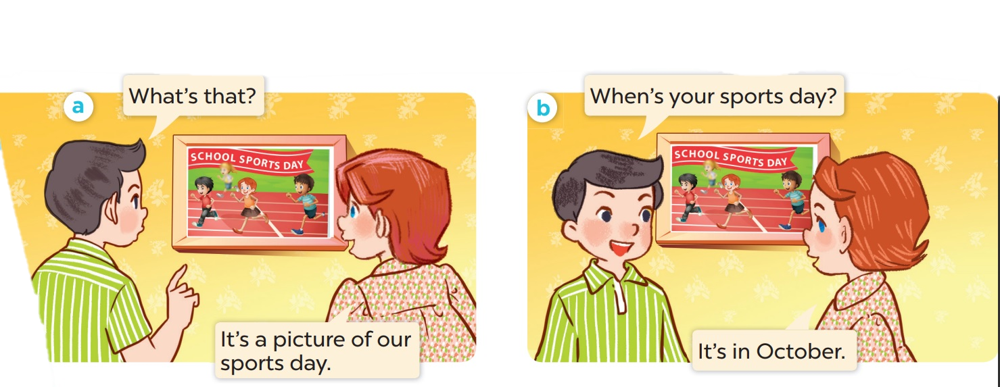 a
What's that?
SCHOOL SPORTS DAY
It's a picture of our
sports day.
b
When's your sports day?
SCHOOL SPORTS DAY
It's in October.